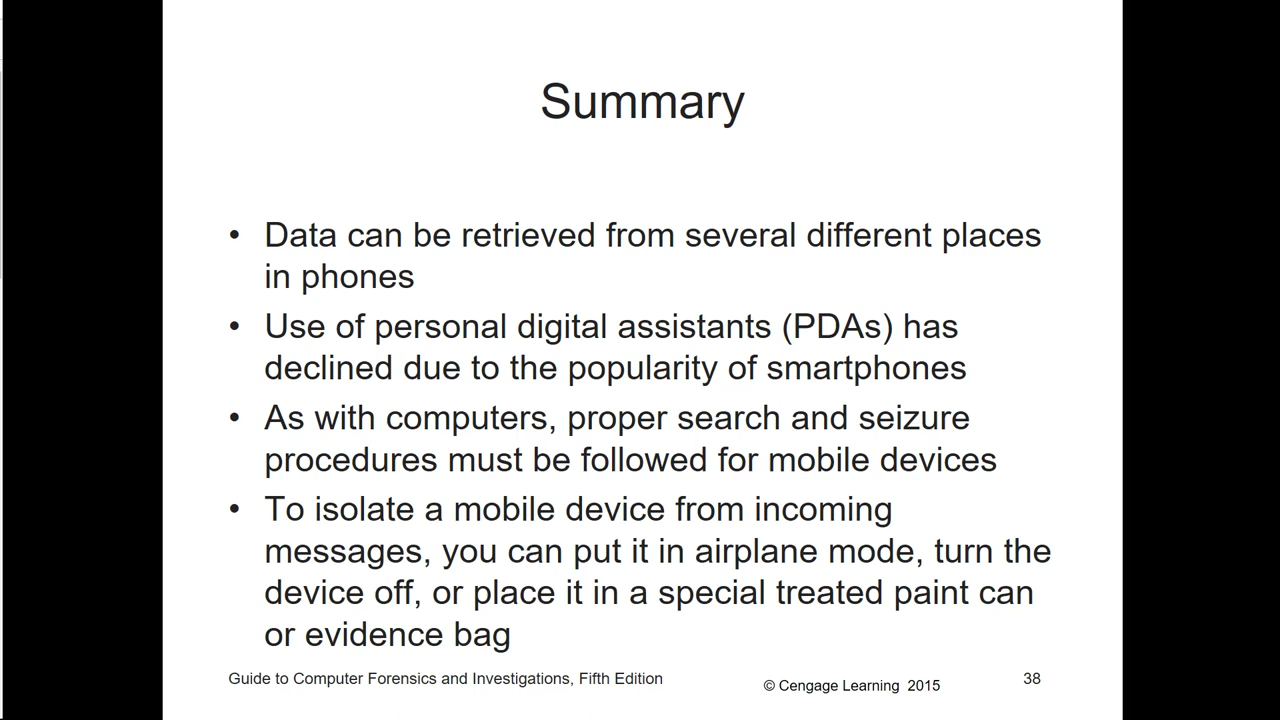 Summary
• Data can be retrieved from several different places
in phones
• Use of personal digital assistants (PDAs) has
declined due to the popularity of smartphones
• As with computers, proper search and seizure
procedures must be followed for mobile devices
• To isolate a mobile device from incoming
messages, you can put it in airplane mode, turn the
device off, or place it in a special treated paint can
or evidence bag
Guide to Computer Forensics and Investigations, Fifth Edition
© Cengage Learning 2015
38